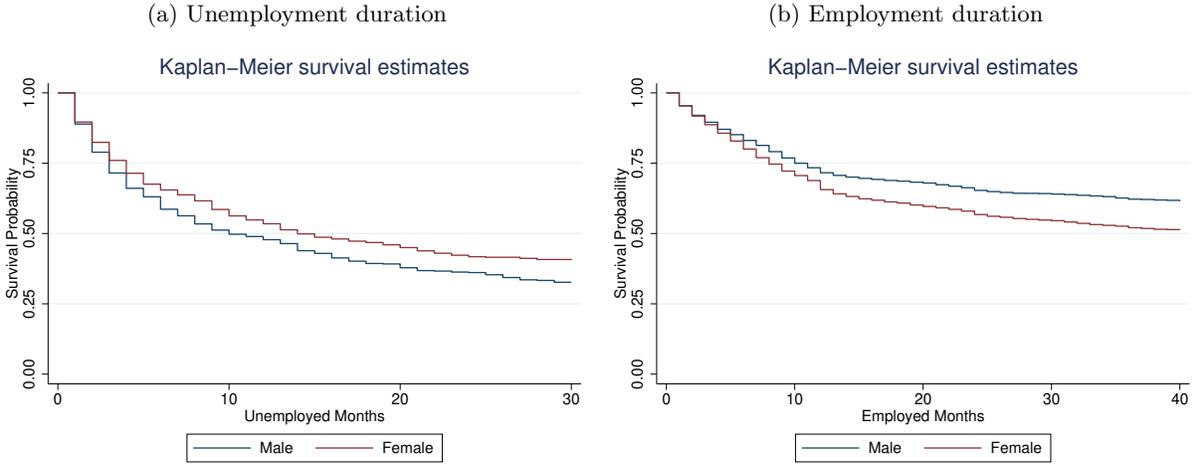 (a) Unemployment duration
Kaplan−Meier survival estimates
Survival Probability
1.00
0.75
0.50
0.25
0.00
0 10 20 30
Unemployed Months
Male Female
(b) Employment duration
Kaplan−Meier survival estimates
Survival Probability
1.00
0.75
0.50
0.25
0.00
0 10 20 30 40
Employed Months
Male Female